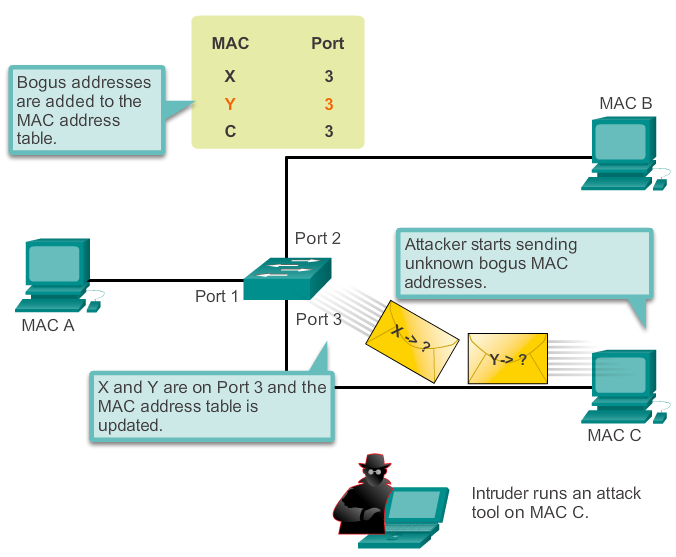 MAC Port
X 3
Y 3
C 3
Bogus addresses
are added to the
MAC address
table.
MAC B
Port 2
Attacker starts sending
unknown bogus MAC
addresses.
Port 1
MAC A
Port 3
X -> ?
Y-> ?
X and Y are on Port 3 and the
MAC address table is
updated.
MAC C
Intruder runs an attack
tool on MAC C.